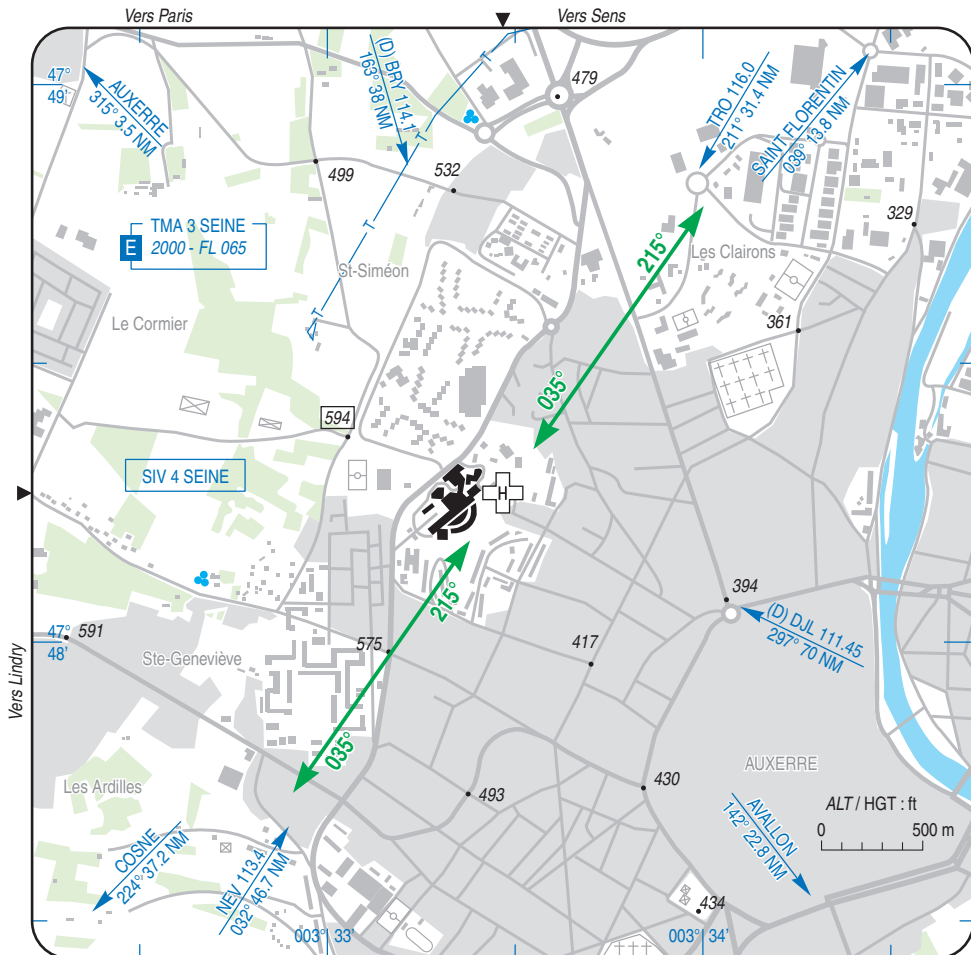 Vers Paris
Vers Sens
47°
49'
AUXERRE
315° 3.5 NM
(D) BRY 114.1
163° 38 NM
T
T
T
T
479
TRO 116.0
211° 31.4 NM
SAINT FLORENTIN
039° 13.8 NM
499
532
329
TMA 3 SEINE
E
2000 - FL 065
St-Siméon
215°
Les Clairons
Le Cormier
361
035°
594
SIV 4 SEINE
H
215°
394
(D) DJL 111.45
297° 70 NM
591
47°
48'
Ste-Geneviève
575
417
Vers Lindry
035°
AUXERRE
Les Ardilles
493
430
ALT / HGT : ft
0
500 m
AVALLON
142° 22.8 NM
COSNE
224° 37.2 NM
NEV 113.4
032° 46.7 NM
434
003° 33'
003° 34'